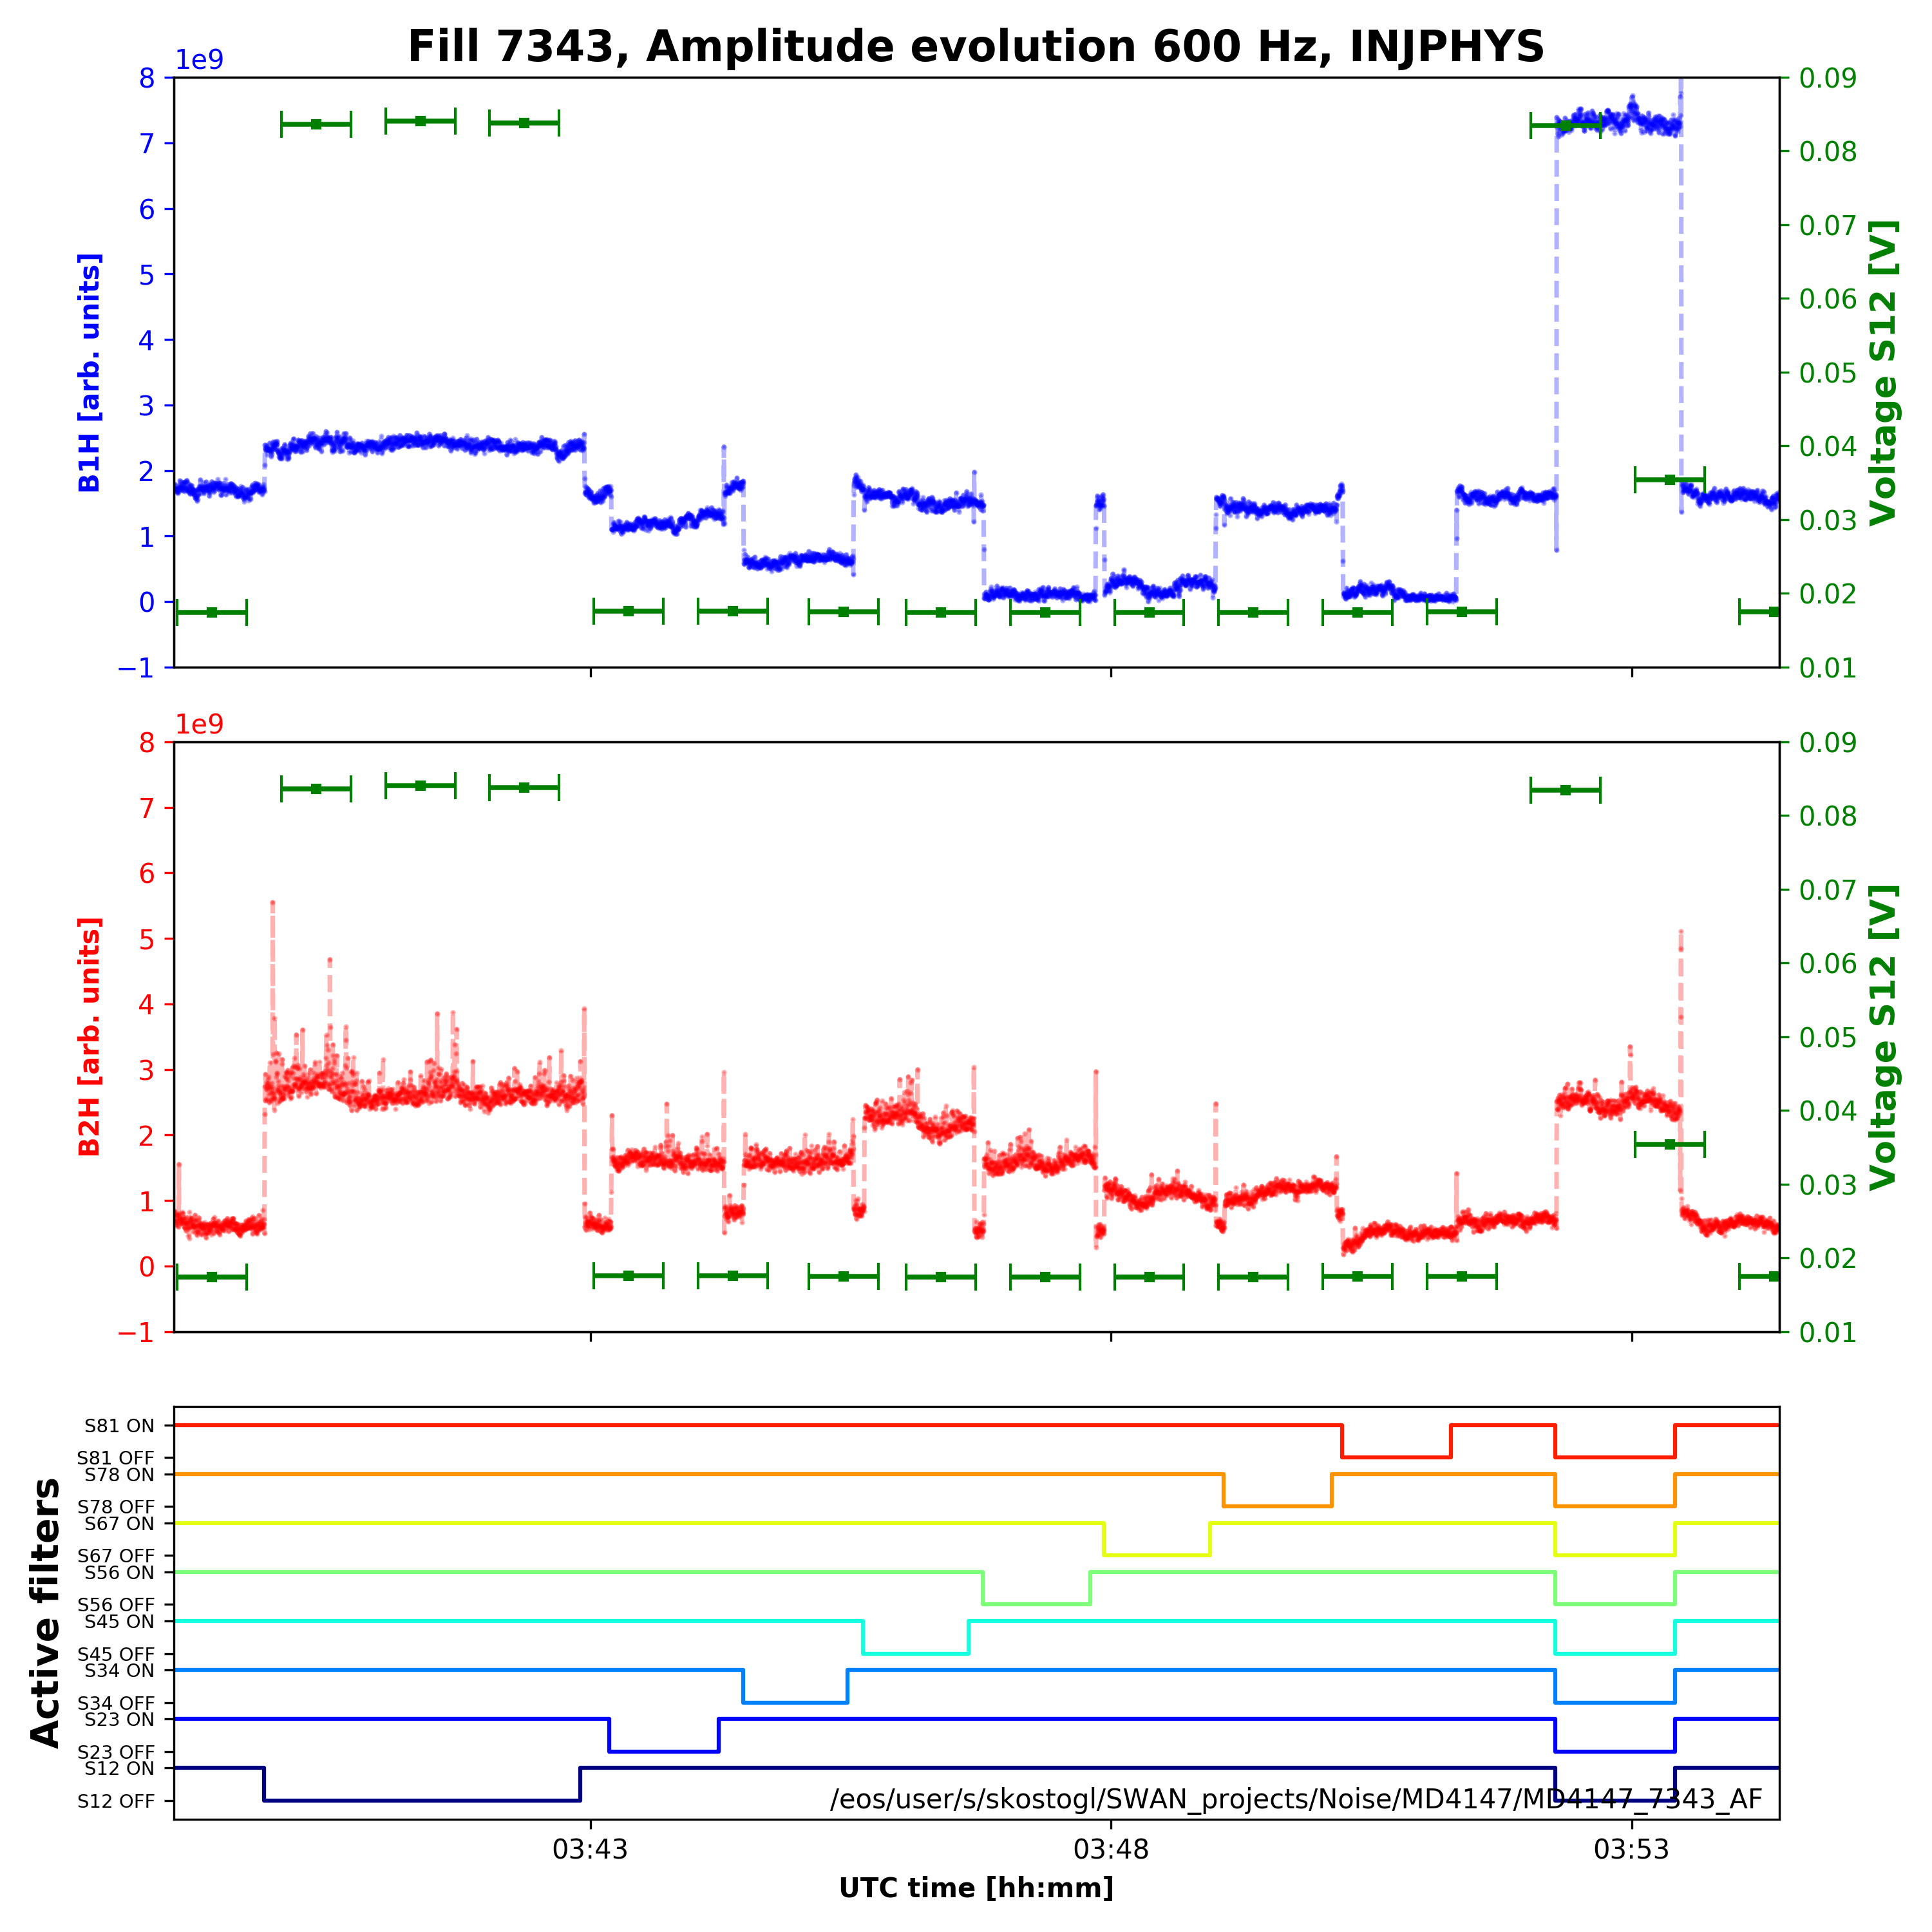 Fill 7343, Amplitude evolution 600 Hz, INJPHYS
1e9
8
7
6
5
4
3
2
1
0
−1
B1H [arb. units]
0.09
0.08
0.07
0.06
0.05
0.04
0.03
0.02
0.01
Voltage S12 [V]
1e9
8
7
6
5
4
3
2
1
0
−1
B2H [arb. units]
0.09
0.08
0.07
0.06
0.05
0.04
0.03
0.02
0.01
Voltage S12 [V]
S81 ON
S81 OFF
S78 ON
S78 OFF
S67 ON
S67 OFF
S56 ON
S56 OFF
S45 ON
S45 OFF
S34 ON
S34 OFF
S23 ON
S23 OFF
S12 ON
S12 OFF
Active filters
/eos/user/s/skostogl/SWAN_projects/Noise/MD4147/MD4147_7343_AF
03:43
03:48
03:53
UTC time [hh:mm]